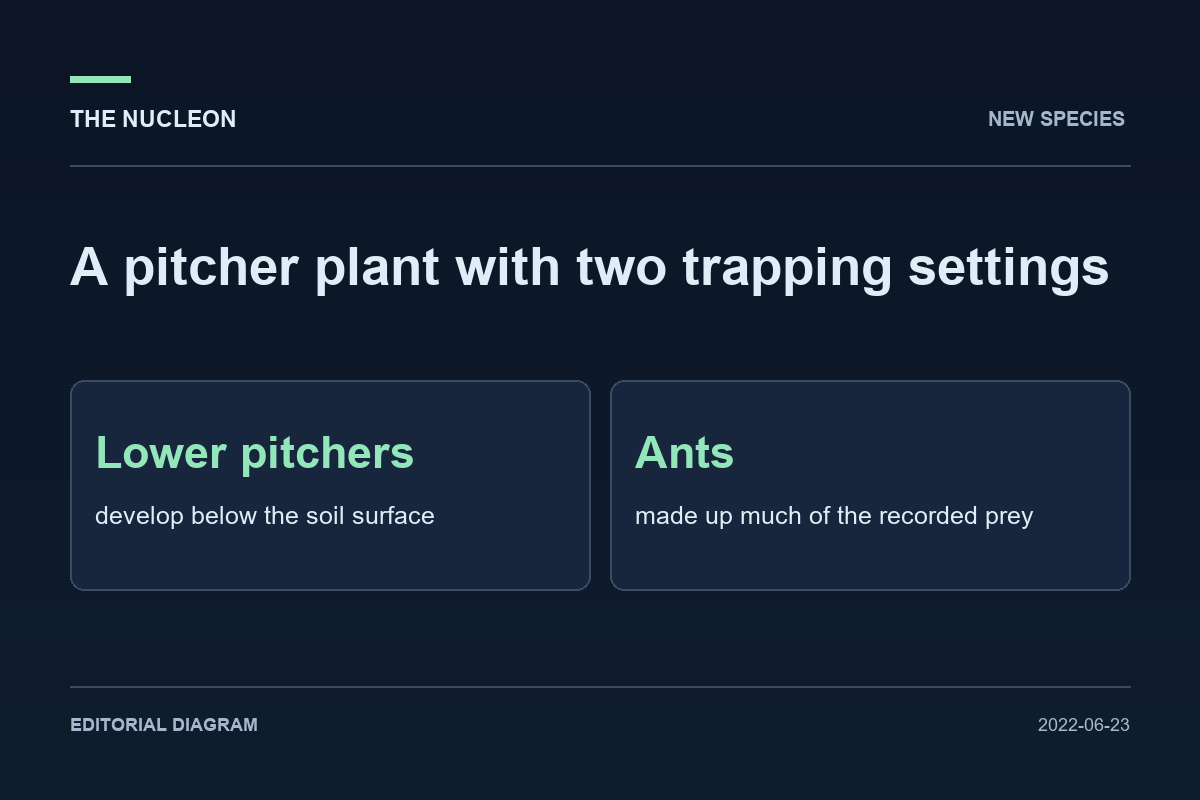 THE NUCLEON
NEW SPECIES
A pitcher plant with two trapping settings
Lower pitchers
develop below the soil surface
Ants
made up much of the recorded prey
EDITORIAL DIAGRAM
2022-06-23